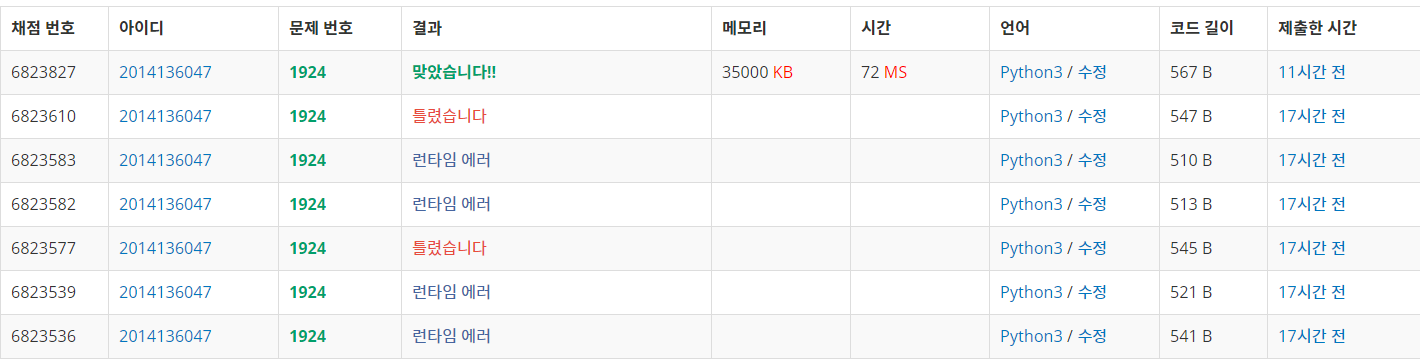 채점 번호 아이디 문제 번호 결과 메모리 시간 언어 코드 길이 제출한 시간
6823827 2014136047 1924 맞았습니다!! 35000 KB 72 MS Python3 / 수정 567 B 11시간 전
6823610 2014136047 1924 틀렸습니다 Python3 / 수정 547 B 17시간 전
6823583 2014136047 1924 런타임 에러 Python3 / 수정 510 B 17시간 전
6823582 2014136047 1924 런타임 에러 Python3 / 수정 513 B 17시간 전
6823577 2014136047 1924 틀렸습니다 Python3 / 수정 545 B 17시간 전
6823539 2014136047 1924 런타임 에러 Python3 / 수정 521 B 17시간 전
6823536 2014136047 1924 런타임 에러 Python3 / 수정 541 B 17시간 전